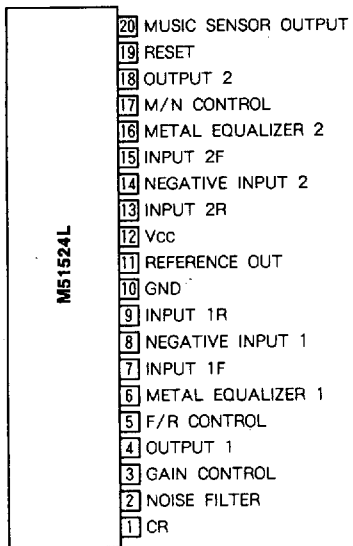 20 MUSIC SENSOR OUTPUT
19 RESET
18 OUTPUT 2
17 M/N CONTROL
16 METAL EQUALIZER 2
15 INPUT 2F
14 NEGATIVE INPUT 2
13 INPUT 2R
12 Vcc
11 REFERENCE OUT
10 GND
9 INPUT 1R
8 NEGATIVE INPUT 1
7 INPUT 1F
6 METAL EQUALIZER 1
5 F/R CONTROL
4 OUTPUT 1
3 GAIN CONTROL
2 NOISE FILTER
1 CR
M51524L